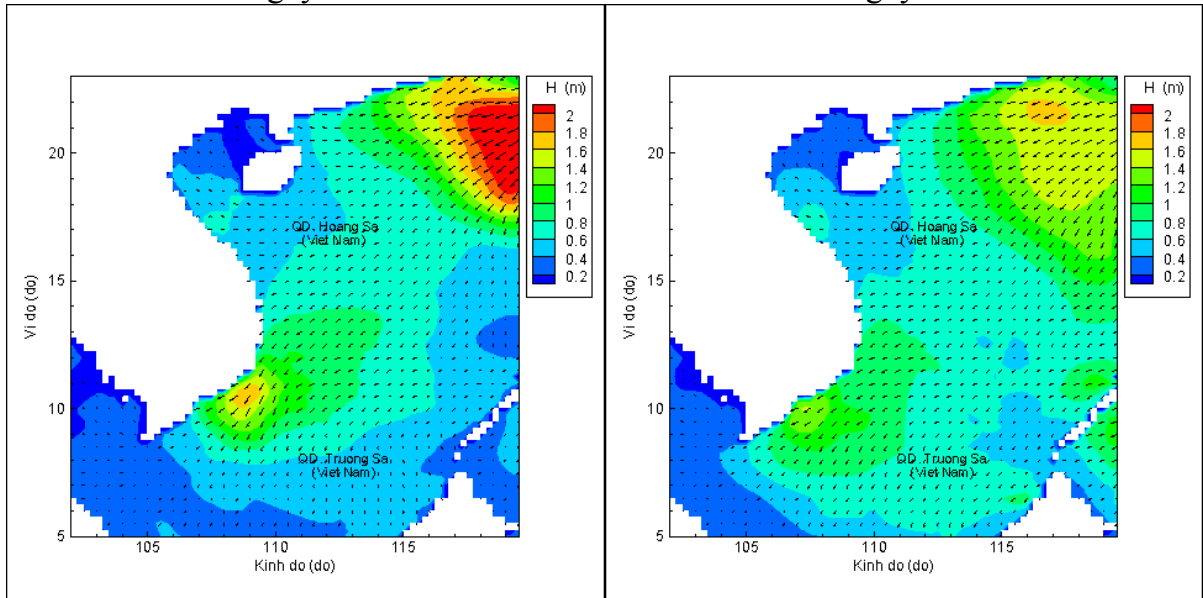 H (m)
2
1.8
1.6
1.4
1.2
1
0.8
0.6
0.4
0.2
20
15
10
5
Vi do (do)
QD. Hoang Sa
(Viet Nam)
QD. Truong Sa
(Viet Nam)
105
110
115
Kinh do (do)
H (m)
2
1.8
1.6
1.4
1.2
1
0.8
0.6
0.4
0.2
20
15
10
5
Vi do (do)
QD. Hoang Sa
(Viet Nam)
QD. Truong Sa
(Viet Nam)
105
110
115
Kinh do (do)